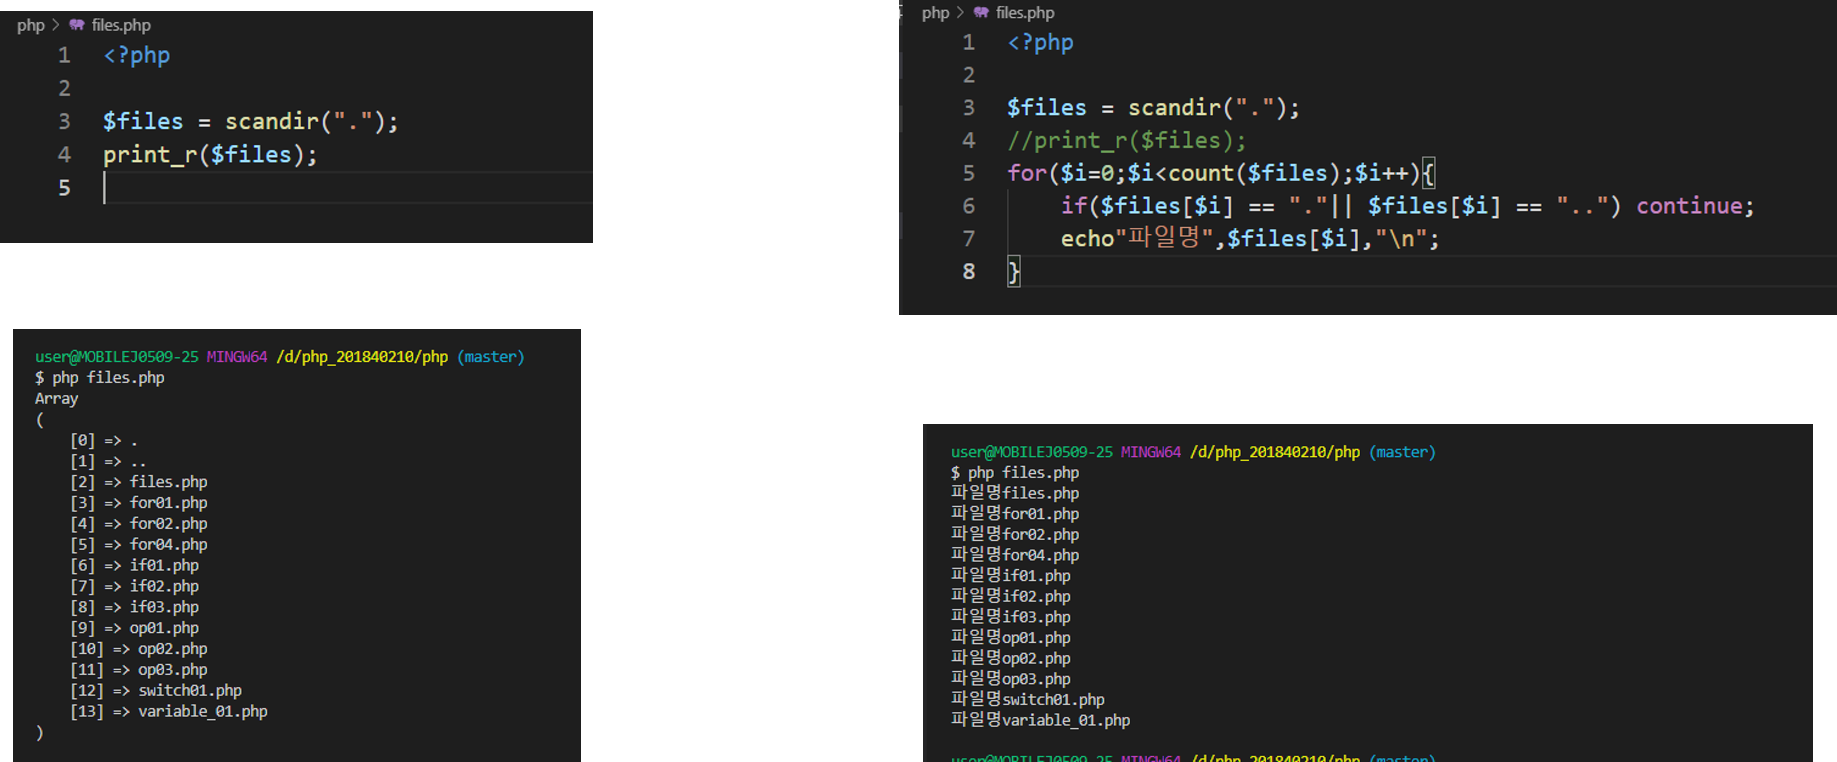 php > files.php
1 <?php
2
3 $files = scandir(".");
4 print_r($files);
5
user@MOBILEJ0509-25 MINGW64 /d/php_201840210/php (master)
$ php files.php
Array
(
[0] => .
[1] => ..
[2] => files.php
[3] => for01.php
[4] => for02.php
[5] => for04.php
[6] => if01.php
[7] => if02.php
[8] => if03.php
[9] => op01.php
[10] => op02.php
[11] => op03.php
[12] => switch01.php
[13] => variable_01.php
)
php > files.php
1 <?php
2
3 $files = scandir(".");
4 //print_r($files);
5 for($i=0;$i<count($files);$i++){
6 if($files[$i] == "."|| $files[$i] == "..") continue;
7 echo"파일명",$files[$i],"\n";
8 }
user@MOBILEJ0509-25 MINGW64 /d/php_201840210/php (master)
$ php files.php
파일명files.php
파일명for01.php
파일명for02.php
파일명for04.php
파일명if01.php
파일명if02.php
파일명if03.php
파일명op01.php
파일명op02.php
파일명op03.php
파일명switch01.php
파일명variable_01.php
user@MOBILEJ0509-25 MINGW64 /d/php_201840210/php (master)